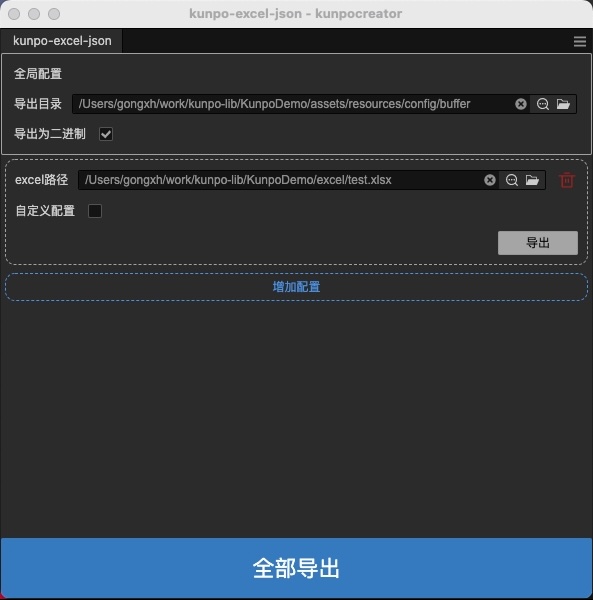 kunpo-excel-json - kunpocreator
kunpo-excel-json
全局配置
导出目录 /Users/gongxh/work/kunpo-lib/KunpoDemo/assets/resources/config/buffer
导出为二进制
excel路径 /Users/gongxh/work/kunpo-lib/KunpoDemo/excel/test.xlsx
自定义配置
导出
增加配置
全部导出